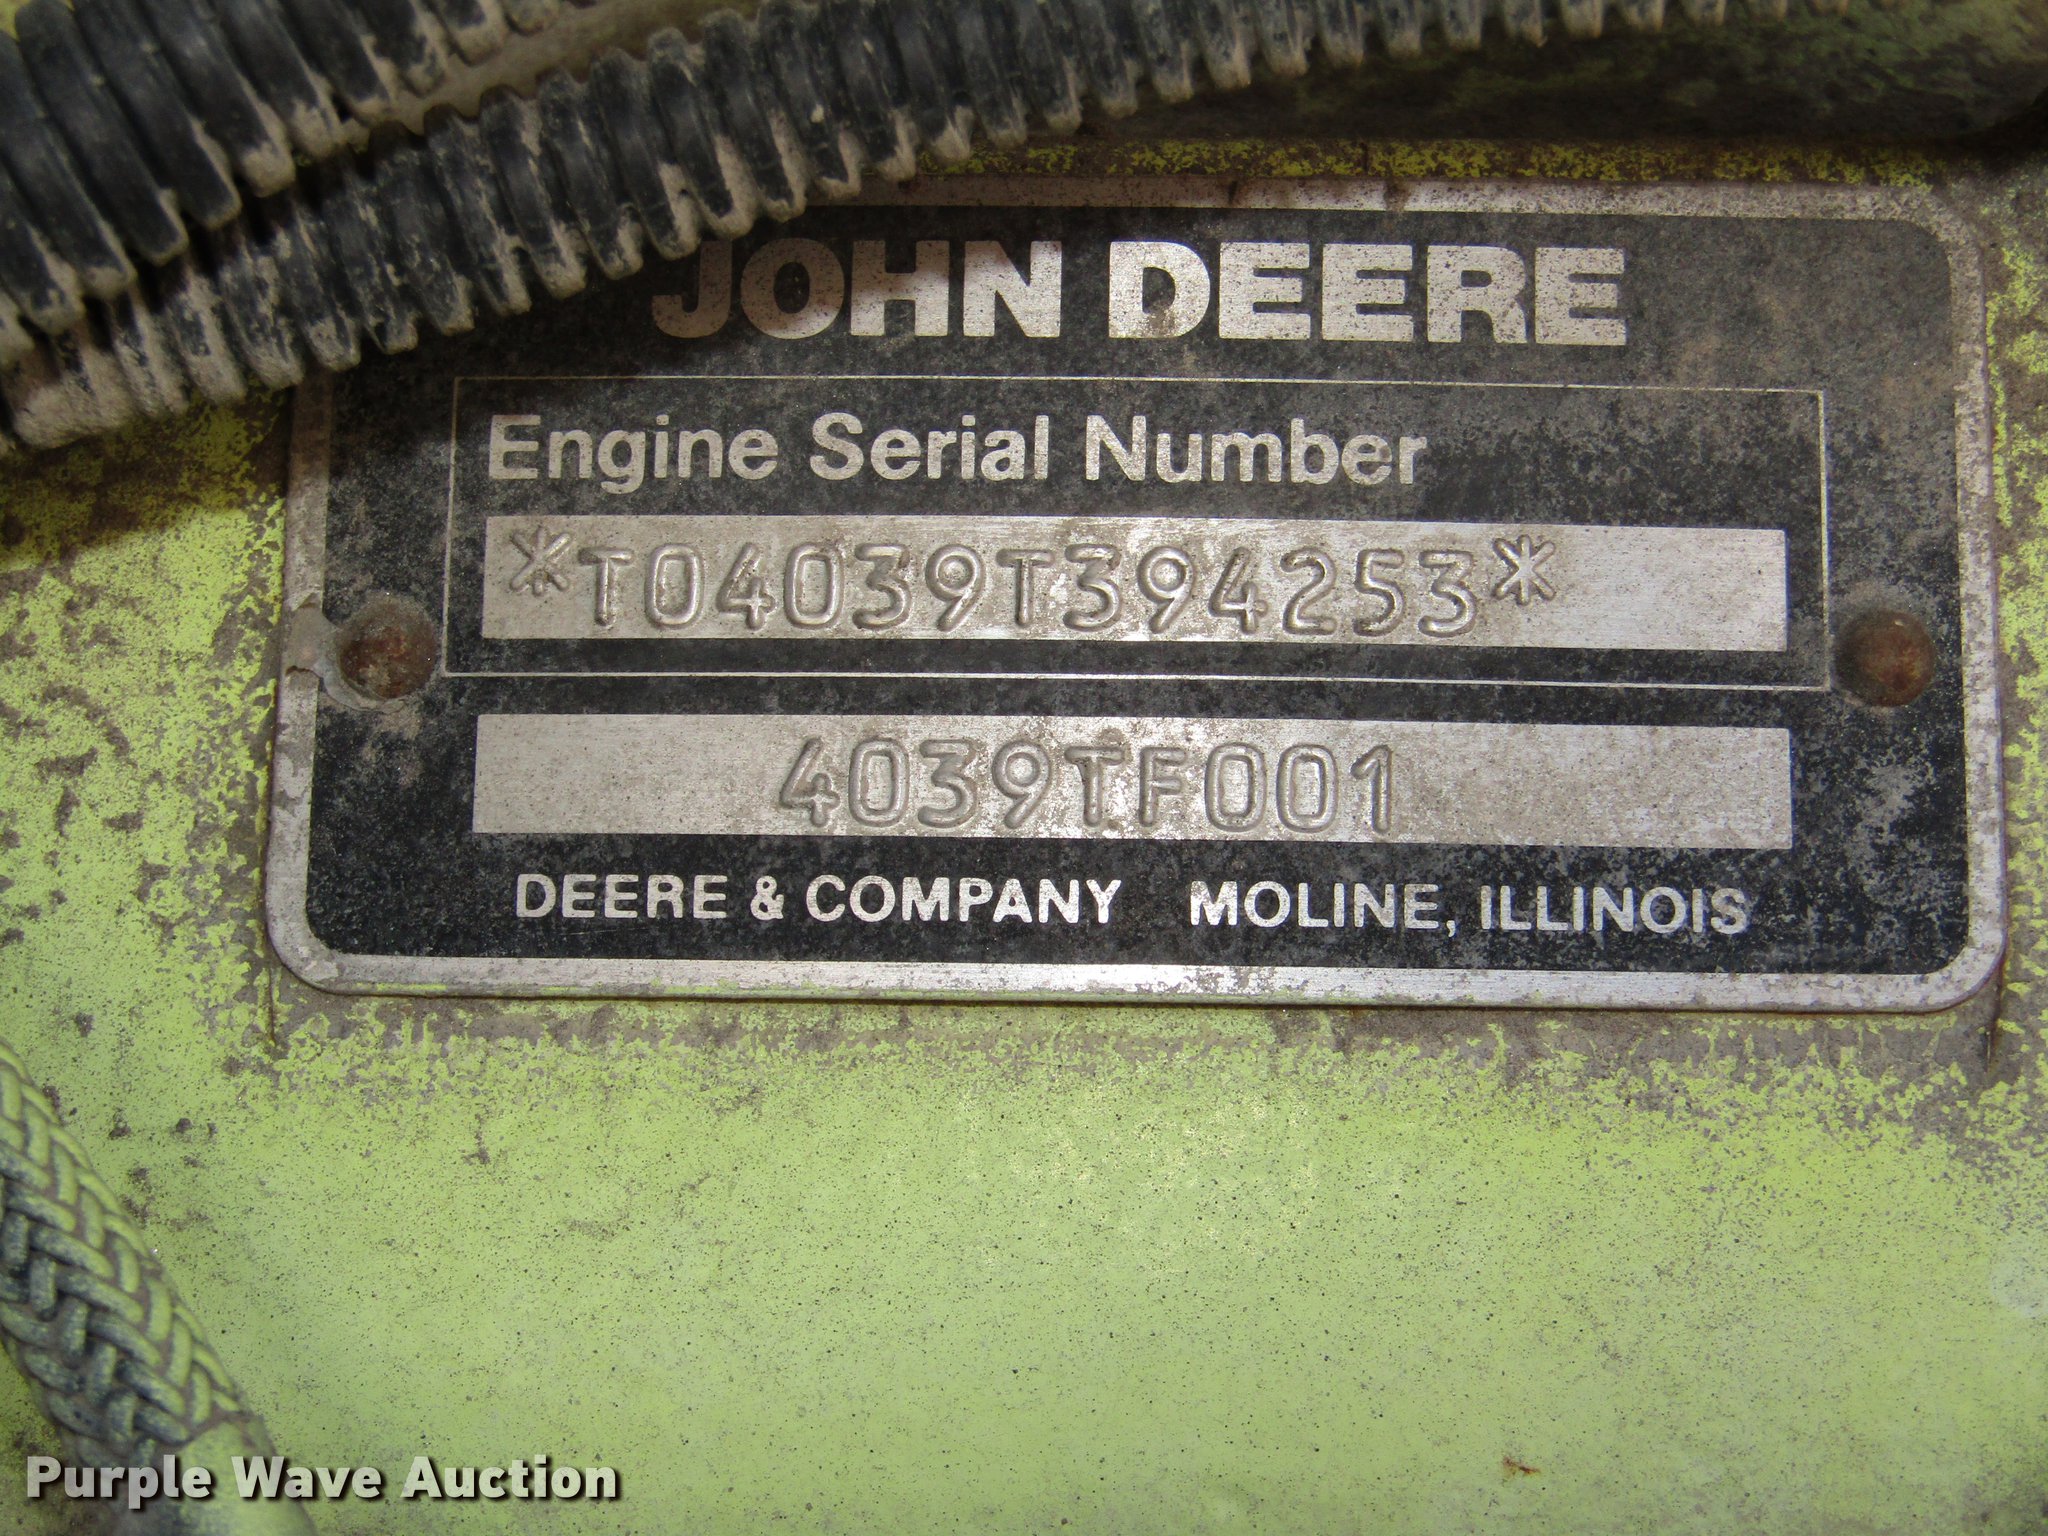 JOHN DEERE
Engine Serial Number
*T04039T394253*
4039TF001
DEERE & COMPANY MOLINE, ILLINOIS
Purple Wave Auction